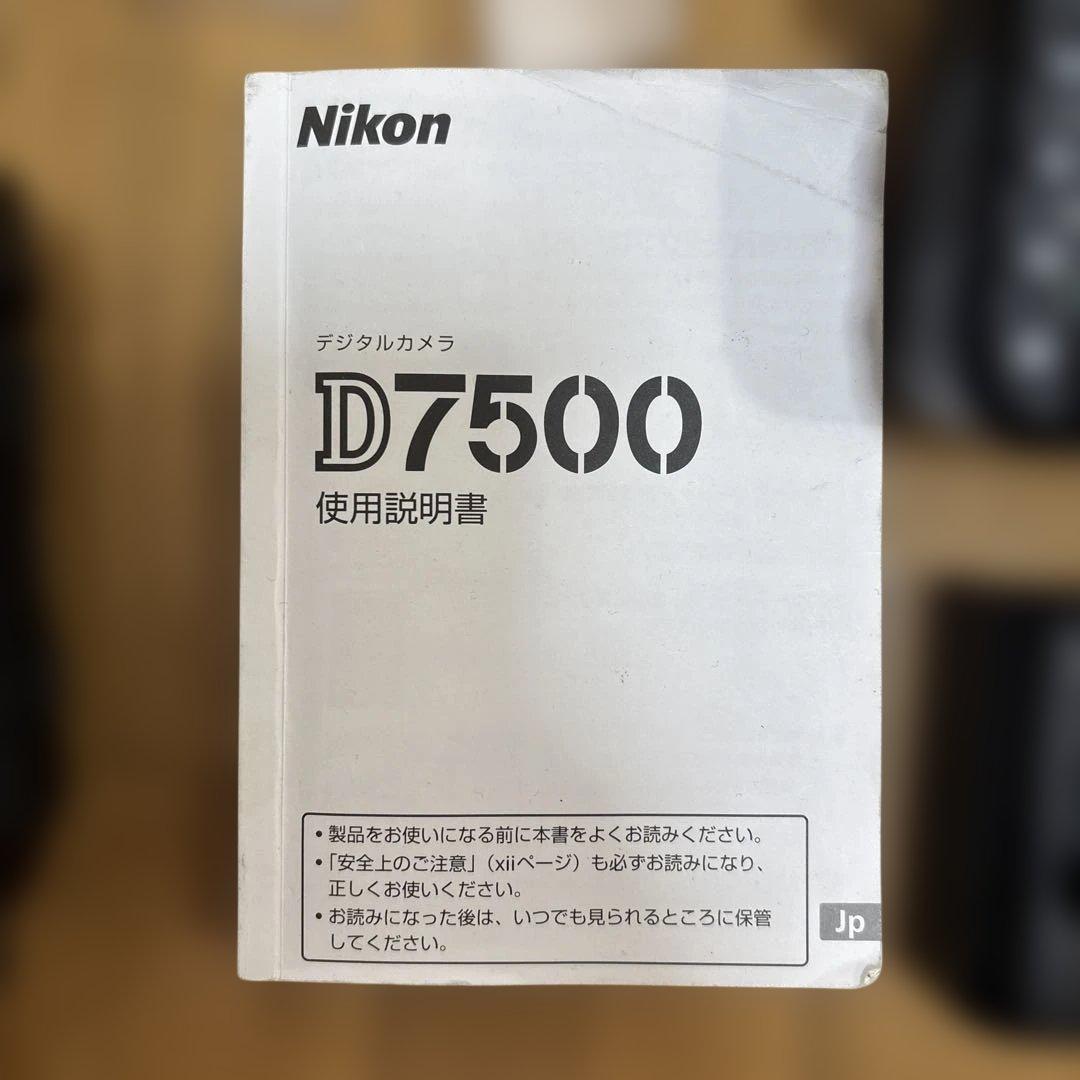 Nikon
デジタルカメラ
D7500
使用説明書
• 製品をお使いになる前に本書をよくお読みください。
• 「安全上のご注意」（xiiページ）も必ずお読みになり、
正しくお使いください。
• お読みになった後は、いつでも見られるところに保管
してください。
Jp